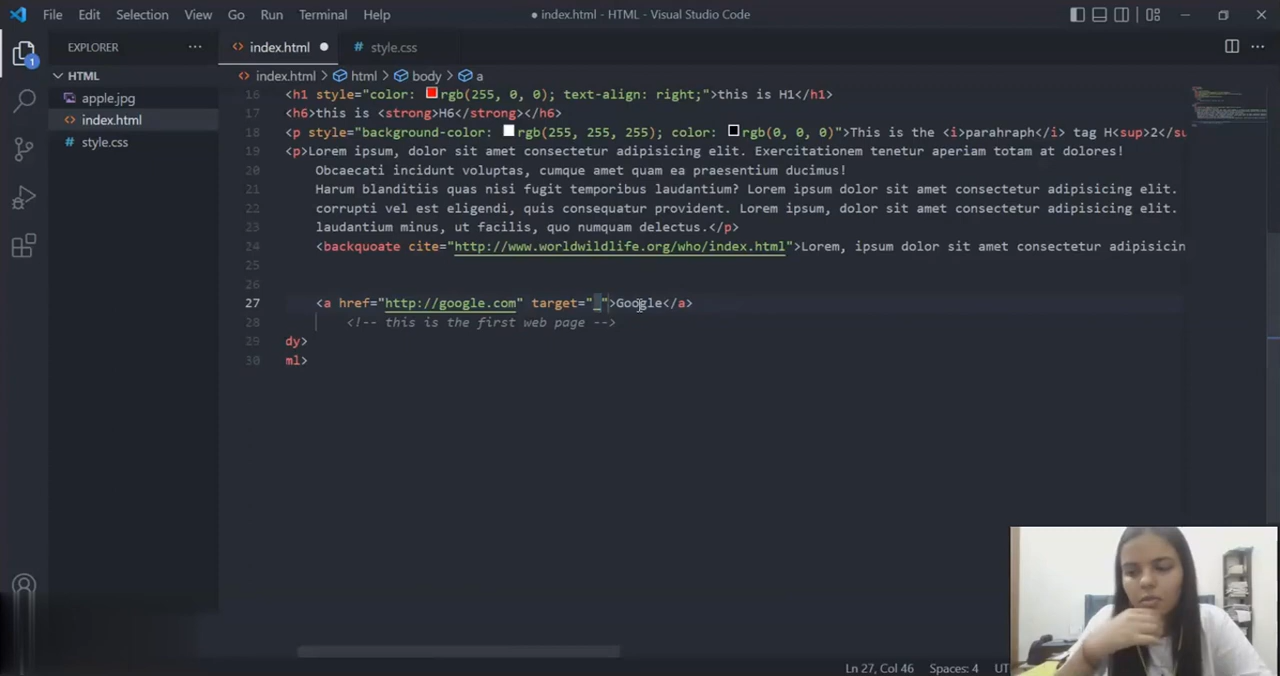 File Edit Selection View Go Run Terminal Help
● index.html - HTML - Visual Studio Code
EXPLORER ···
1
HTML
apple.jpg
index.html
style.css
<> index.html ●
# style.css
<> index.html > html > body > a
16 <h1 style="color: rgb(255, 0, 0); text-align: right;">this is H1</h1>
17 <h6>this is <strong>H6</strong></h6>
18 <p style="background-color: rgb(255, 255, 255); color: rgb(0, 0, 0)">This is the <i>parahraph</i> tag H<sup>2</su
19 <p>Lorem ipsum, dolor sit amet consectetur adipisicing elit. Exercitationem tenetur aperiam totam at dolores!
20 Obcaecati incidunt voluptas, cumque amet quam ea praesentium ducimus!
21 Harum blanditiis quas nisi fugit temporibus laudantium? Lorem ipsum dolor sit amet consectetur adipisicing elit.
22 corrupti vel est eligendi, quis consequatur provident. Lorem ipsum, dolor sit amet consectetur adipisicing elit.
23 laudantium minus, ut facilis, quo numquam delectus.</p>
24 <backquoate cite="http://www.worldwildlife.org/who/index.html">Lorem, ipsum dolor sit amet consectetur adipisicin
25
26
27 <a href="http://google.com" target="_">Google</a>
28 <!-- this is the first web page -->
29 dy>
30 ml>
Ln 27, Col 46 Spaces: 4 UT